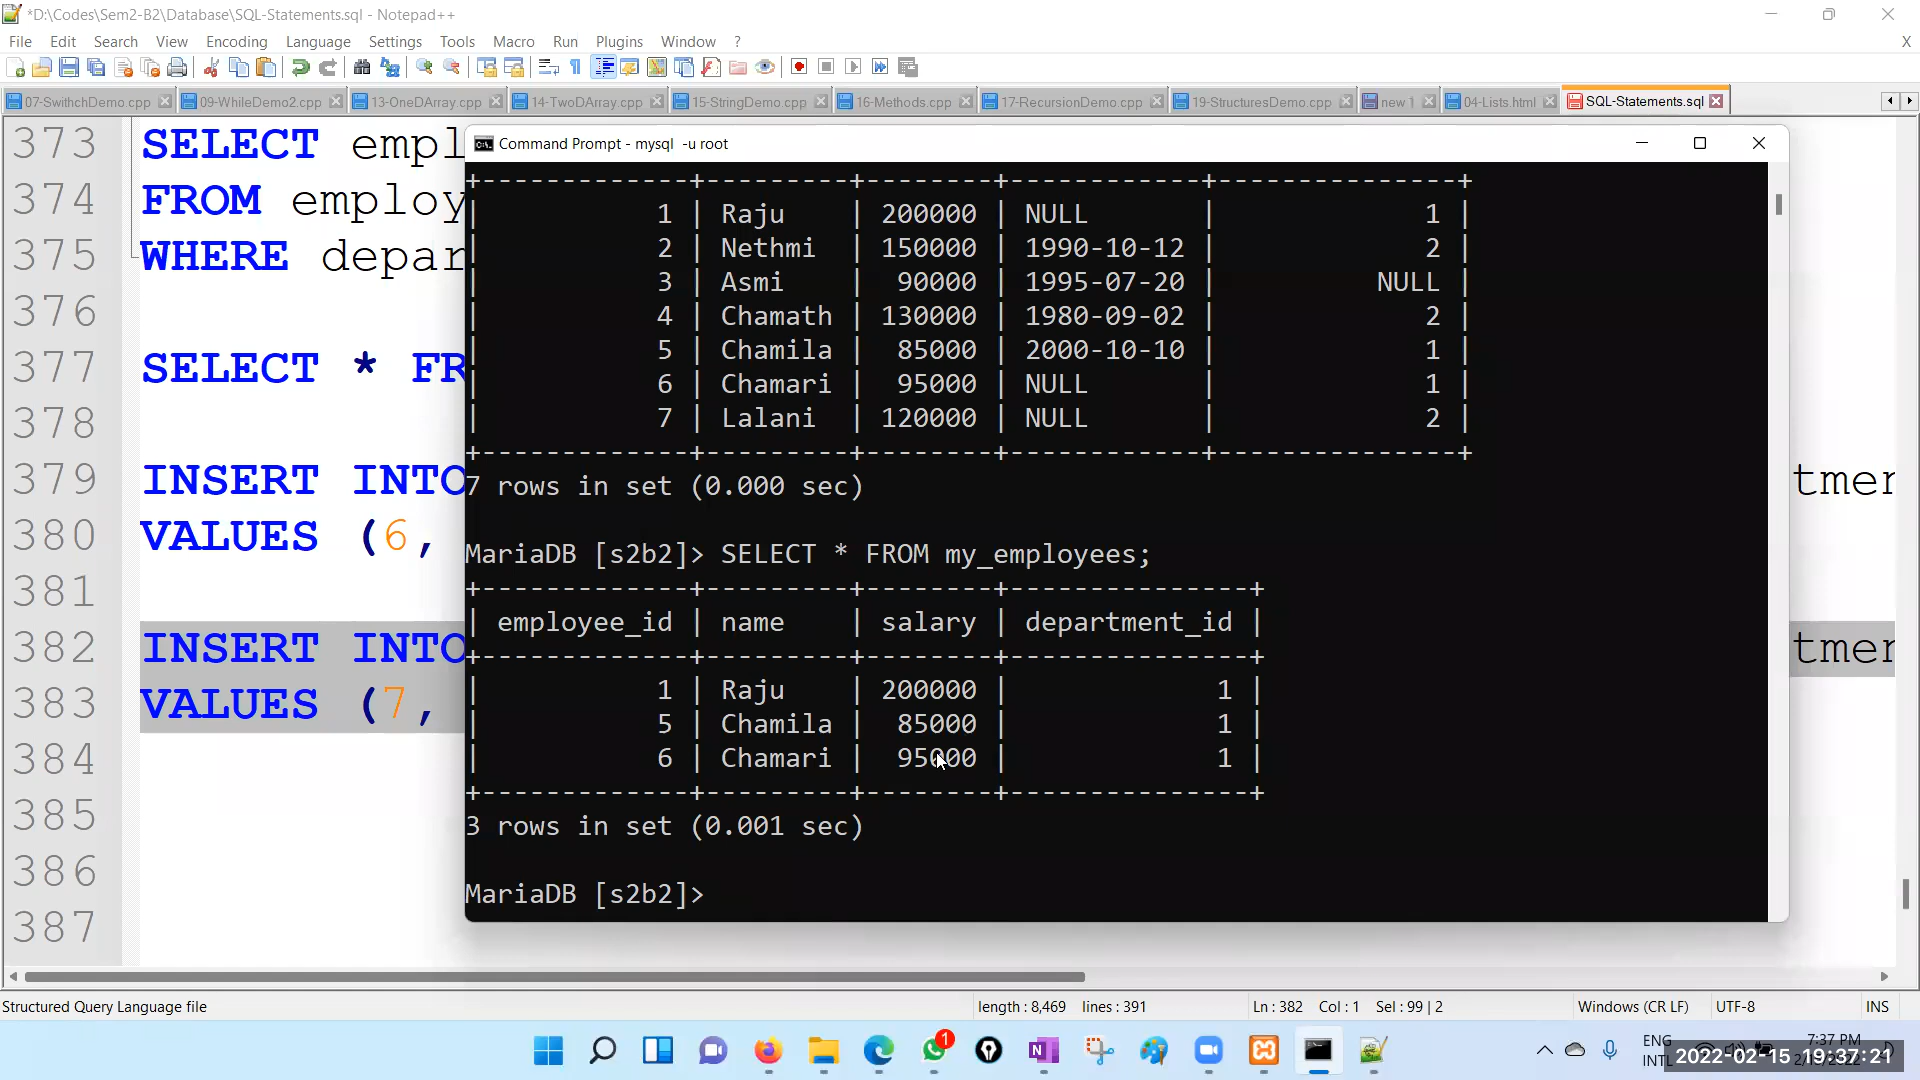 *D:\Codes\Sem2-B2\Database\SQL-Statements.sql - Notepad++
File Edit Search View Encoding Language Settings Tools Macro Run Plugins Window ? X
07-SwithchDemo.cpp 09-WhileDemo2.cpp 13-OneDArray.cpp 14-TwoDArray.cpp 15-StringDemo.cpp 16-Methods.cpp 17-RecursionDemo.cpp 19-StructuresDemo.cpp new 1 04-Lists.html SQL-Statements.sql
373 SELECT empl
374 FROM employ
375 WHERE depar
376
377 SELECT * FR
378
379 INSERT INTO tmen
380 VALUES (6,
381
382 INSERT INTO tmen
383 VALUES (7,
384
385
386
387
Command Prompt - mysql -u root
+-------------+---------+--------+------------+---------------+
| 1 | Raju | 200000 | NULL | 1 |
| 2 | Nethmi | 150000 | 1990-10-12 | 2 |
| 3 | Asmi | 90000 | 1995-07-20 | NULL |
| 4 | Chamath | 130000 | 1980-09-02 | 2 |
| 5 | Chamila | 85000 | 2000-10-10 | 1 |
| 6 | Chamari | 95000 | NULL | 1 |
| 7 | Lalani | 120000 | NULL | 2 |
+-------------+---------+--------+------------+---------------+
7 rows in set (0.000 sec)
MariaDB [s2b2]> SELECT * FROM my_employees;
+-------------+---------+--------+---------------+
| employee_id | name | salary | department_id |
+-------------+---------+--------+---------------+
| 1 | Raju | 200000 | 1 |
| 5 | Chamila | 85000 | 1 |
| 6 | Chamari | 95000 | 1 |
+-------------+---------+--------+---------------+
3 rows in set (0.001 sec)
MariaDB [s2b2]>
Structured Query Language file length : 8,469 lines : 391 Ln : 382 Col : 1 Sel : 99 | 2 Windows (CR LF) UTF-8 INS
1
ENG
INTL
7:37 PM
2022-02-15 19:37:21